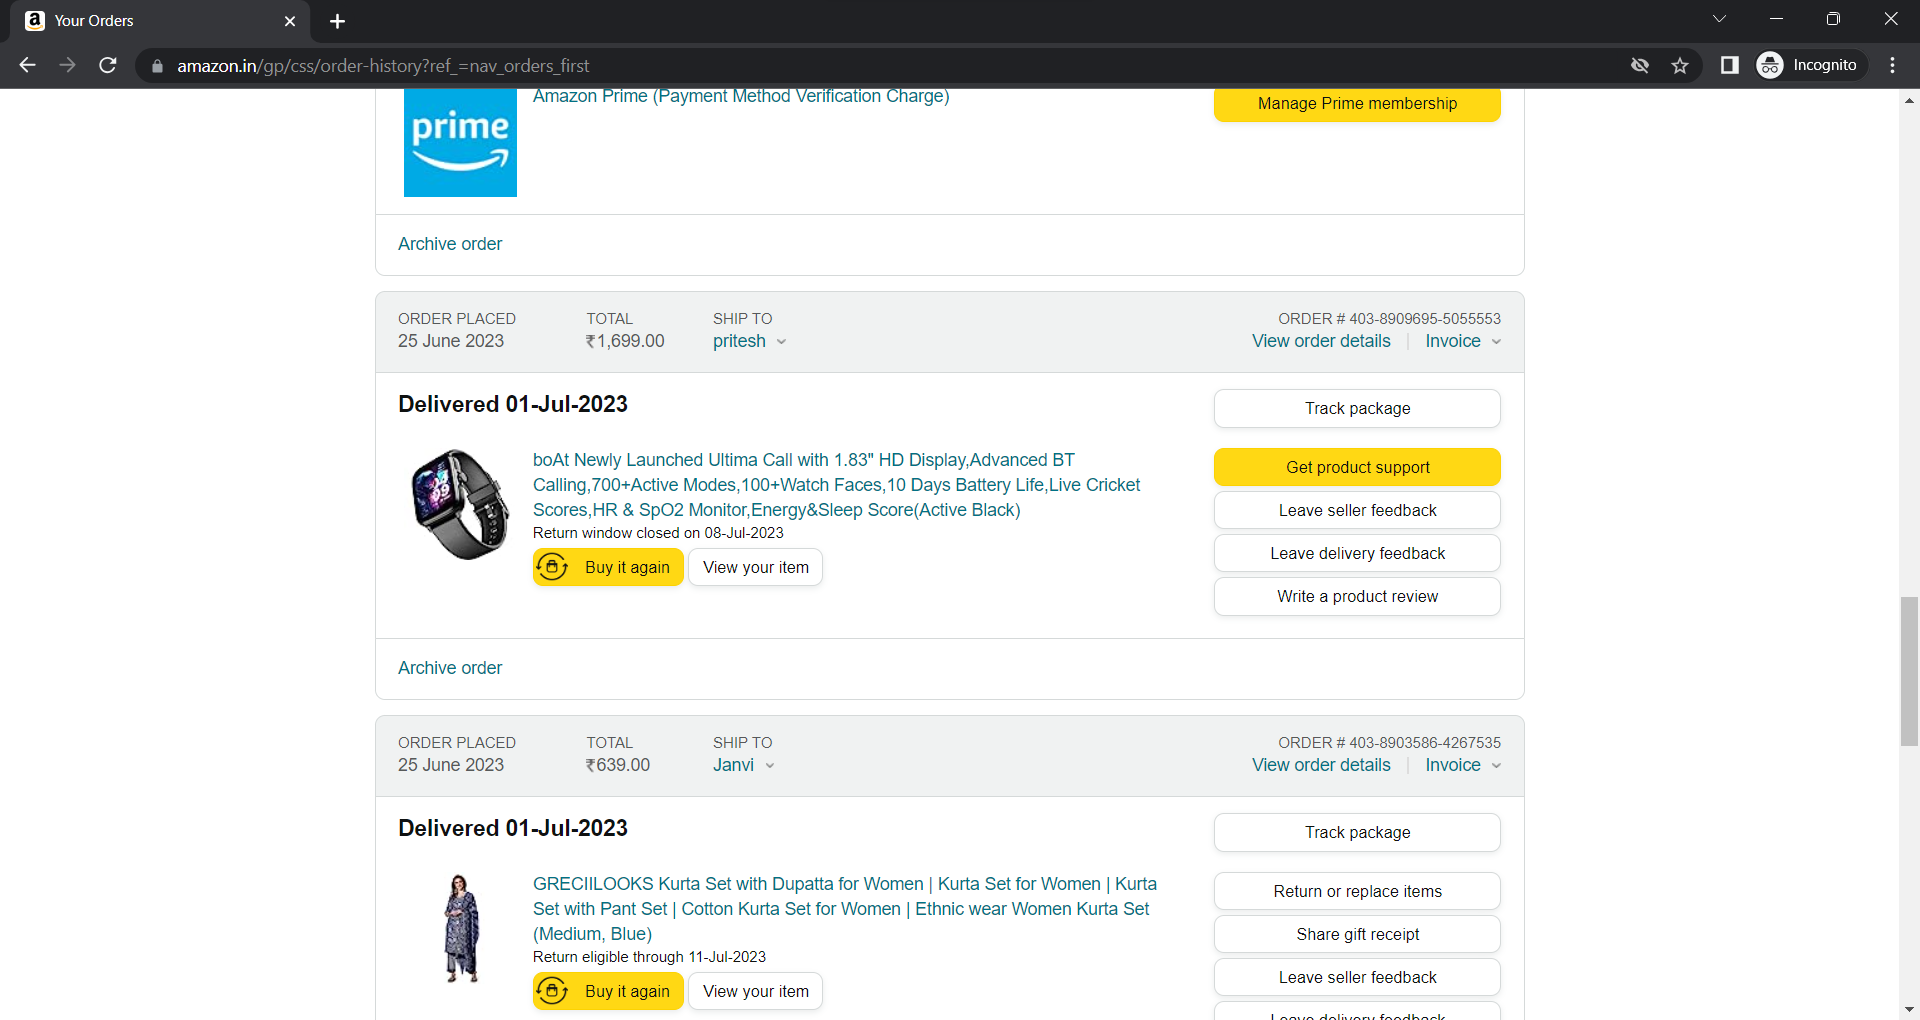 Your Orders
amazon.in/gp/css/order-history?ref_=nav_orders_first
Incognito
prime
Amazon Prime (Payment Method Verification Charge)
Manage Prime membership
Archive order
ORDER PLACED
25 June 2023
TOTAL
₹1,699.00
SHIP TO
pritesh
ORDER # 403-8909695-5055553
View order details
Invoice
Delivered 01-Jul-2023
boAt Newly Launched Ultima Call with 1.83" HD Display,Advanced BT
Calling,700+Active Modes,100+Watch Faces,10 Days Battery Life,Live Cricket
Scores,HR & SpO2 Monitor,Energy&Sleep Score(Active Black)
Return window closed on 08-Jul-2023
Buy it again
View your item
Track package
Get product support
Leave seller feedback
Leave delivery feedback
Write a product review
Archive order
ORDER PLACED
25 June 2023
TOTAL
₹639.00
SHIP TO
Janvi
ORDER # 403-8903586-4267535
View order details
Invoice
Delivered 01-Jul-2023
GRECIILOOKS Kurta Set with Dupatta for Women | Kurta Set for Women | Kurta
Set with Pant Set | Cotton Kurta Set for Women | Ethnic wear Women Kurta Set
(Medium, Blue)
Return eligible through 11-Jul-2023
Buy it again
View your item
Track package
Return or replace items
Share gift receipt
Leave seller feedback
Leave delivery feedback